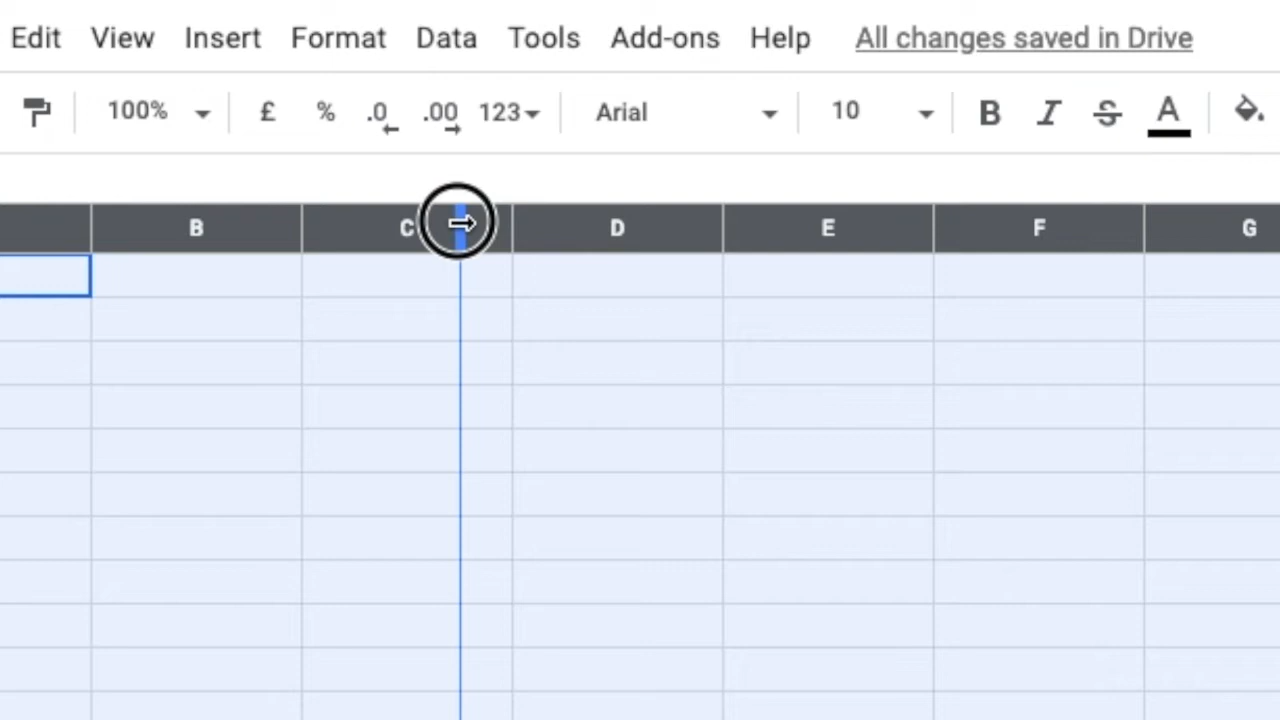 Edit View Insert Format Data Tools Add-ons Help All changes saved in Drive
100% £ % .0 .00 123 Arial 10 B I S A
B C D E F G